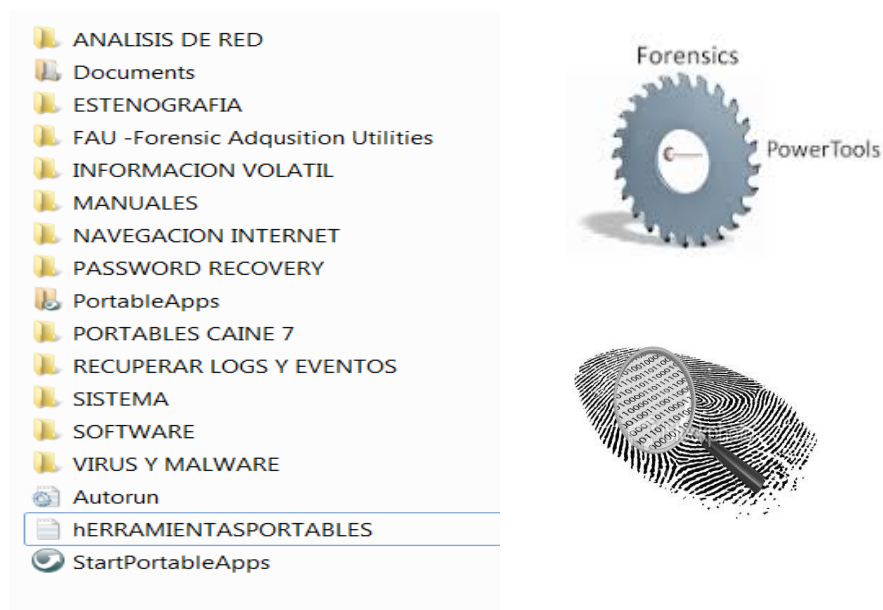 ANALISIS DE RED
Documents
ESTENOGRAFIA
FAU -Forensic Adqusition Utilities
INFORMACION VOLATIL
MANUALES
NAVEGACION INTERNET
PASSWORD RECOVERY
PortableApps
PORTABLES CAINE 7
RECUPERAR LOGS Y EVENTOS
SISTEMA
SOFTWARE
VIRUS Y MALWARE
Autorun
hERRAMIENTASPORTABLES
StartPortableApps
Forensics
PowerTools